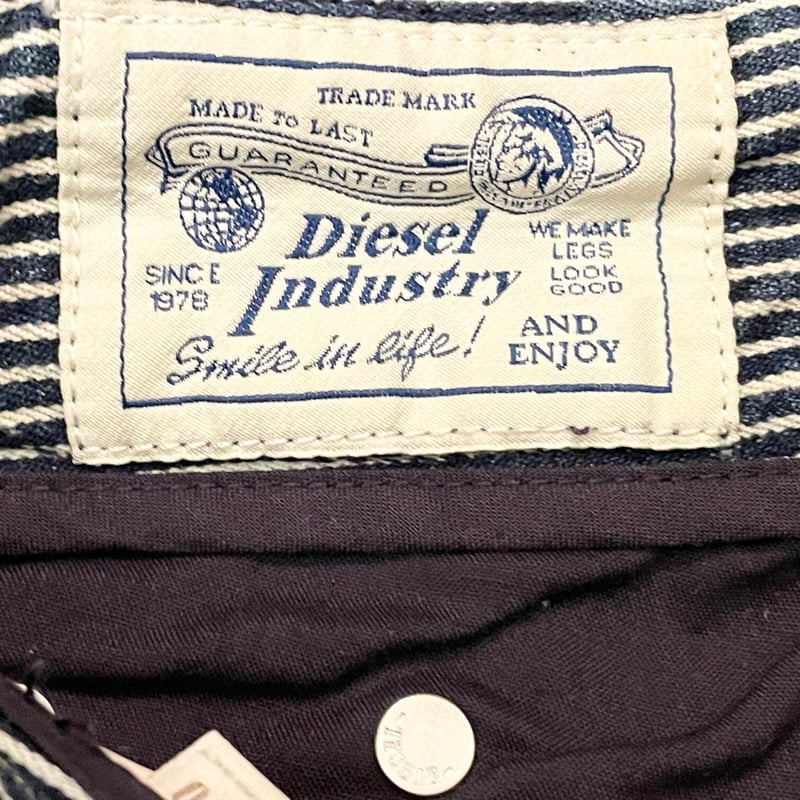 TRADE MARK
MADE To LAST
GUARANTEED
Diesel
Industry
SINCE
1978
WE MAKE
LEGS
LOOK
GOOD
AND
ENJOY
Smile in life!
DIESEL